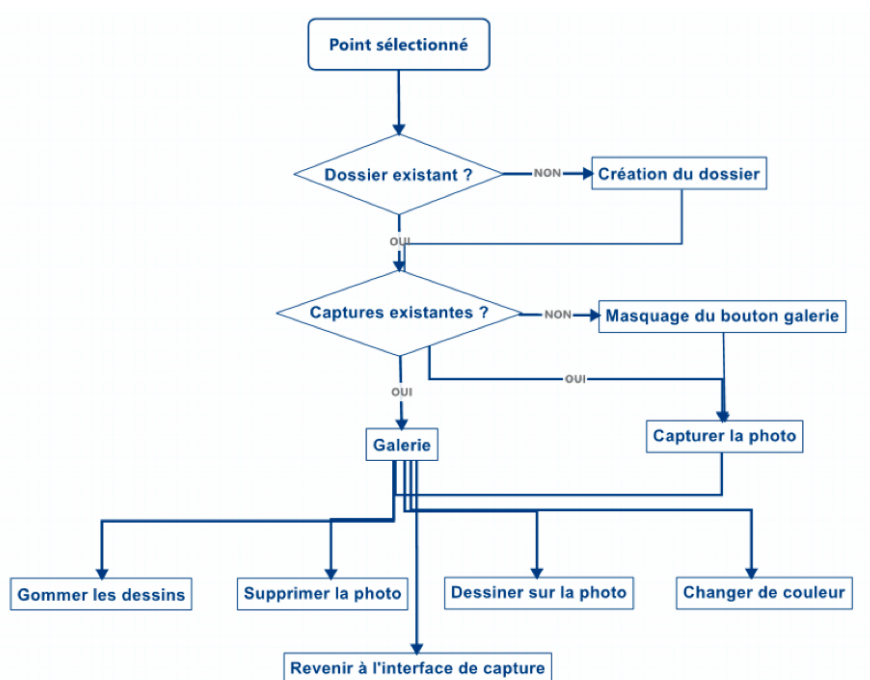 Point sélectionné
Dossier existant ?
NON
Création du dossier
OUI
Captures existantes ?
NON
Masquage du bouton galerie
OUI
OUI
Galerie
Capturer la photo
Gommer les dessins
Supprimer la photo
Dessiner sur la photo
Changer de couleur
Revenir à l'interface de capture